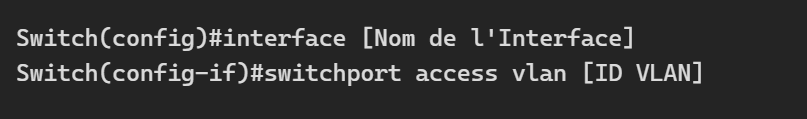 Switch(config)#interface [Nom de l'Interface]
Switch(config-if)#switchport access vlan [ID VLAN]